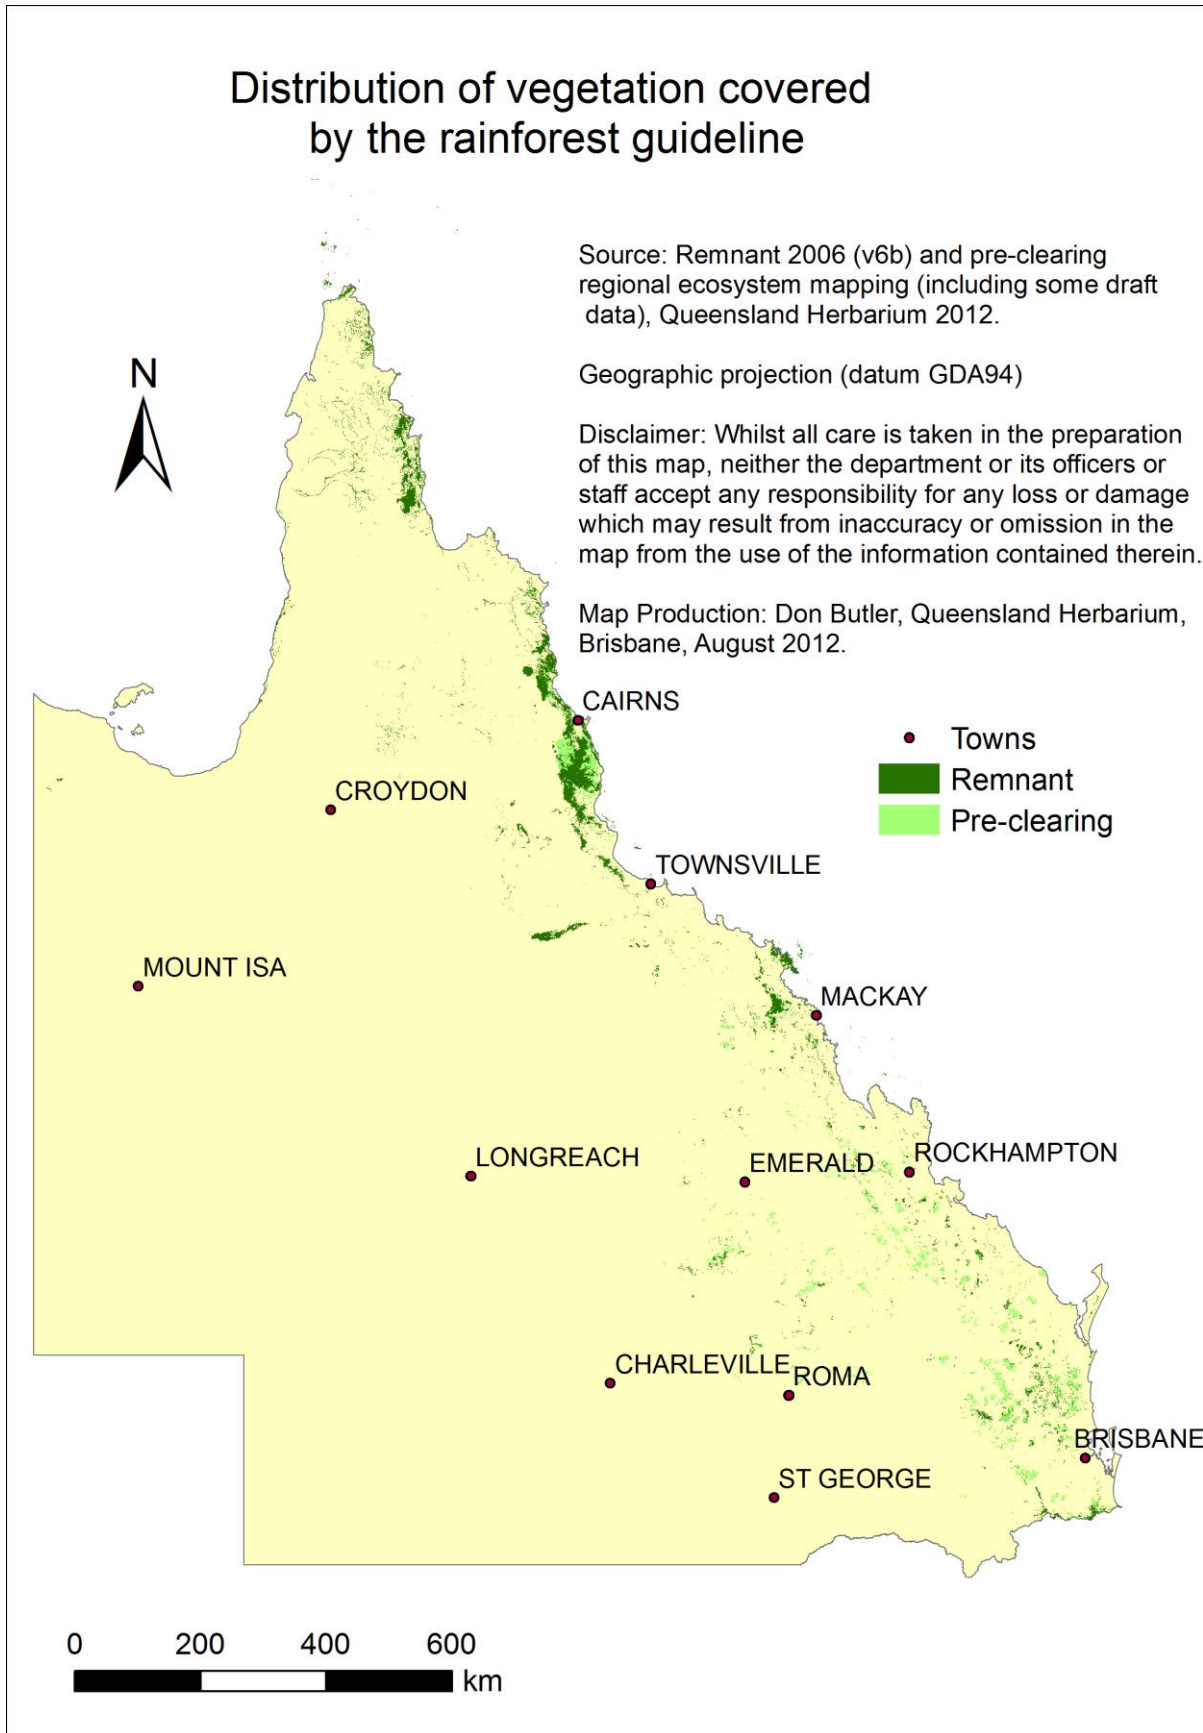 Distribution of vegetation covered
by the rainforest guideline
Source: Remnant 2006 (v6b) and pre-clearing
regional ecosystem mapping (including some draft
data), Queensland Herbarium 2012.
Geographic projection (datum GDA94)
Disclaimer: Whilst all care is taken in the preparation
of this map, neither the department or its officers or
staff accept any responsibility for any loss or damage
which may result from inaccuracy or omission in the
map from the use of the information contained therein.
Map Production: Don Butler, Queensland Herbarium,
Brisbane, August 2012.
N
CAIRNS
Towns
Remnant
Pre-clearing
CROYDON
TOWNSVILLE
MOUNT ISA
MACKAY
LONGREACH
EMERALD
ROCKHAMPTON
CHARLEVILLE
ROMA
BRISBANE
ST GEORGE
0 200 400 600
km